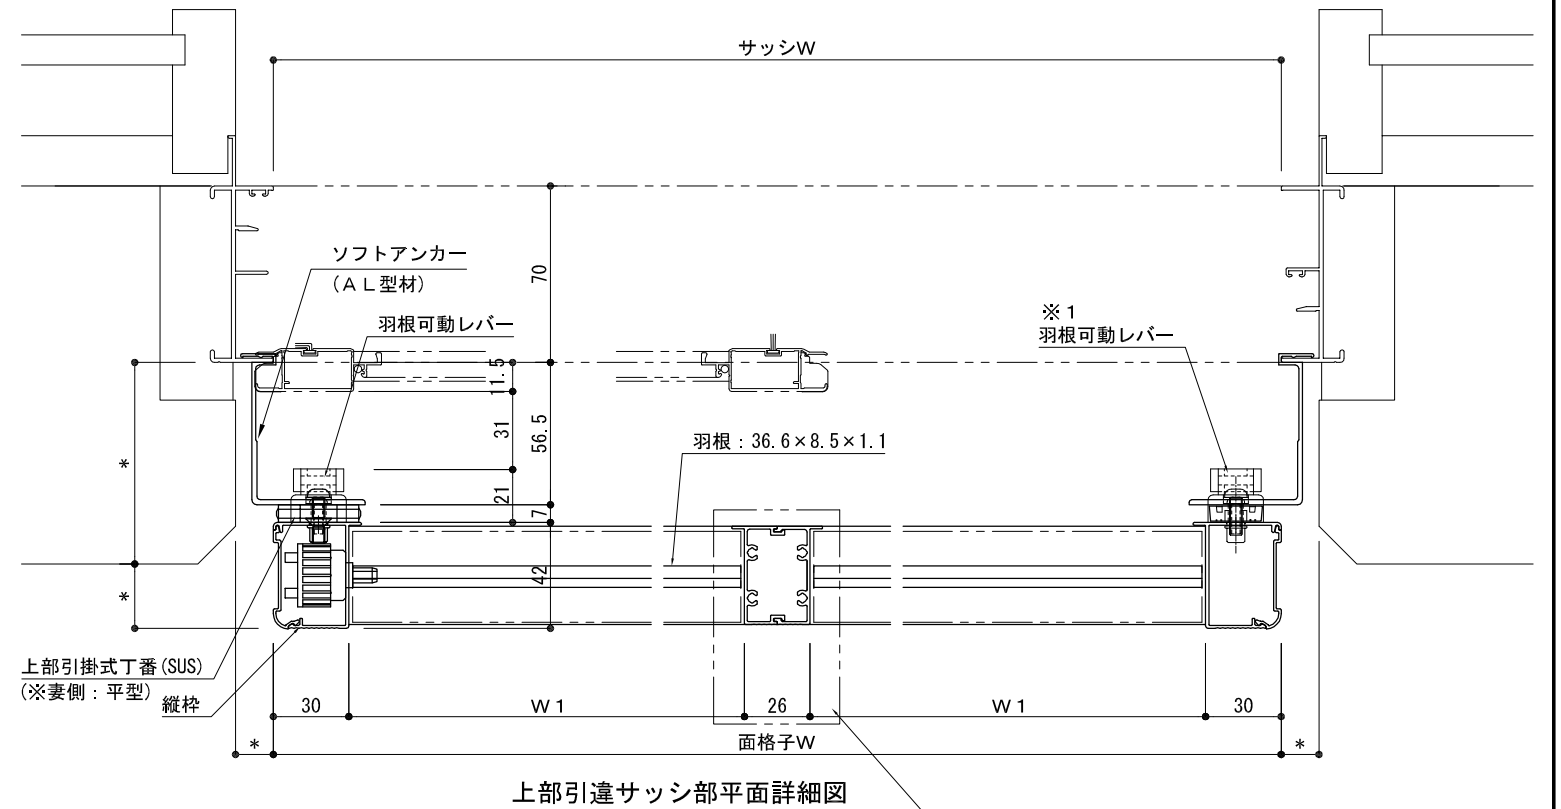 サッシW
ソフトアンカー
(AL型材)
羽根可動レバー
※1
羽根可動レバー
70
11.5
31
56.5
21
7
42
羽根:36.6×8.5×1.1
*
*
上部引掛式丁番(SUS)
(※妻側:平型)
縦枠
30
W1
26
W1
30
*
面格子W
*
上部引違サッシ部平面詳細図